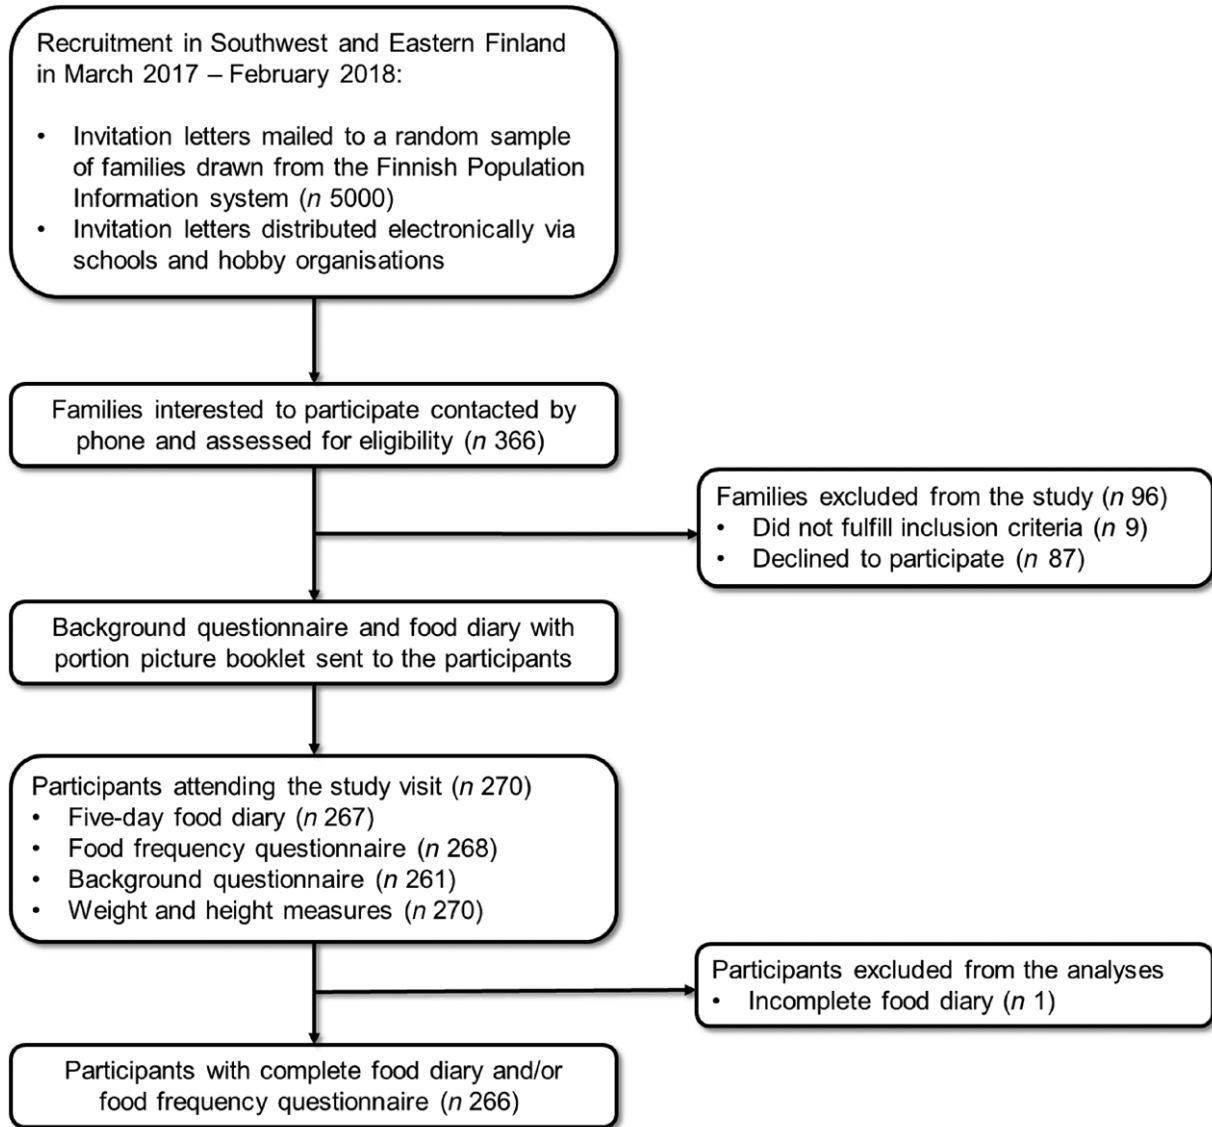 Recruitment in Southwest and Eastern Finland
in March 2017 – February 2018:
• Invitation letters mailed to a random sample
of families drawn from the Finnish Population
Information system (n 5000)
• Invitation letters distributed electronically via
schools and hobby organisations
Families interested to participate contacted by
phone and assessed for eligibility (n 366)
Families excluded from the study (n 96)
• Did not fulfill inclusion criteria (n 9)
• Declined to participate (n 87)
Background questionnaire and food diary with
portion picture booklet sent to the participants
Participants attending the study visit (n 270)
• Five-day food diary (n 267)
• Food frequency questionnaire (n 268)
• Background questionnaire (n 261)
• Weight and height measures (n 270)
Participants excluded from the analyses
• Incomplete food diary (n 1)
Participants with complete food diary and/or
food frequency questionnaire (n 266)